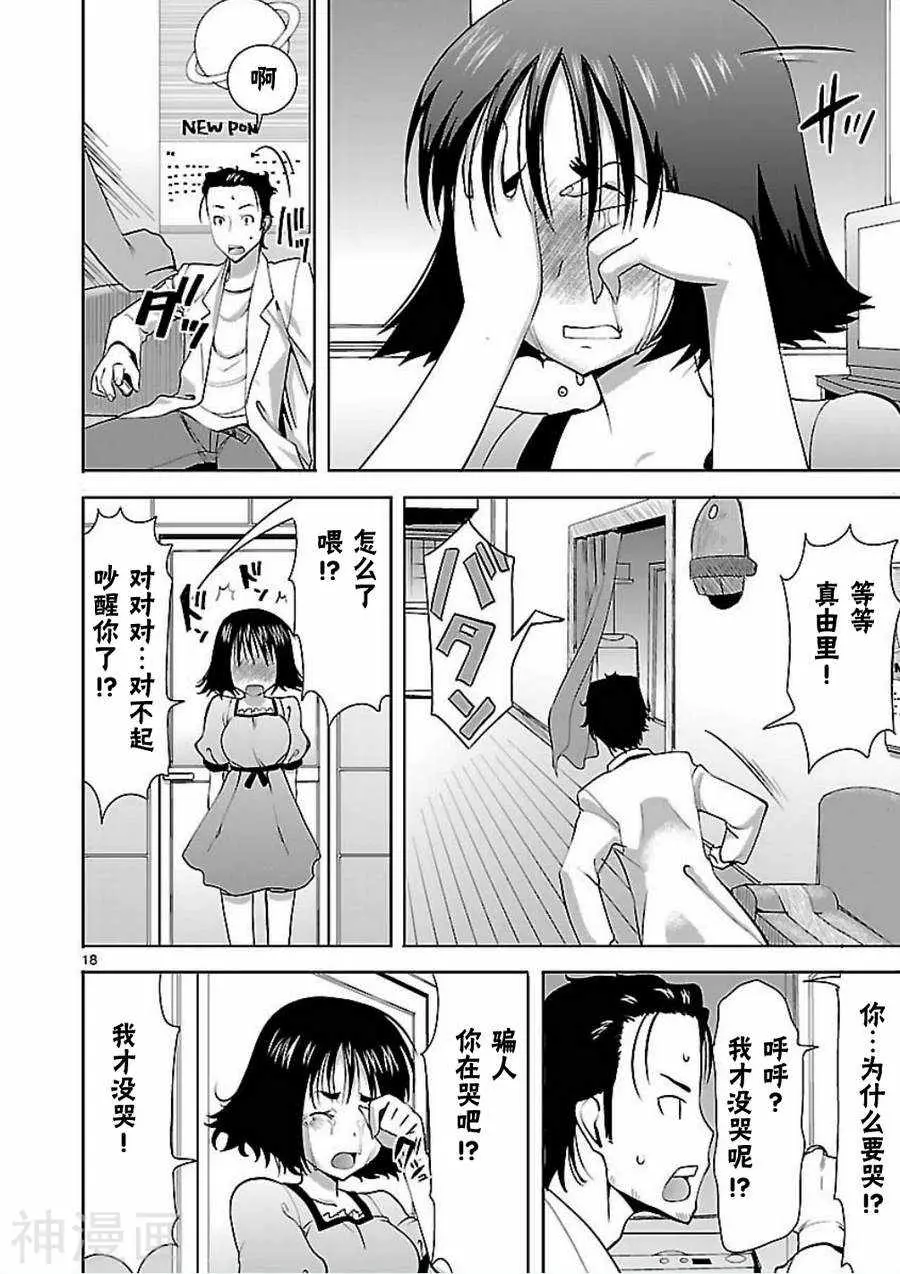 ダッ
啊
NEW PON
ガタッ
等等
真由里！
バタン
怎么了
喂!?
ドンドン
对对对…对不起
吵醒你了!?
你…为什么要哭!?
呼呼?
我才没哭呢!?
骗人
你在哭吧!?
我才没哭！
18
神漫画